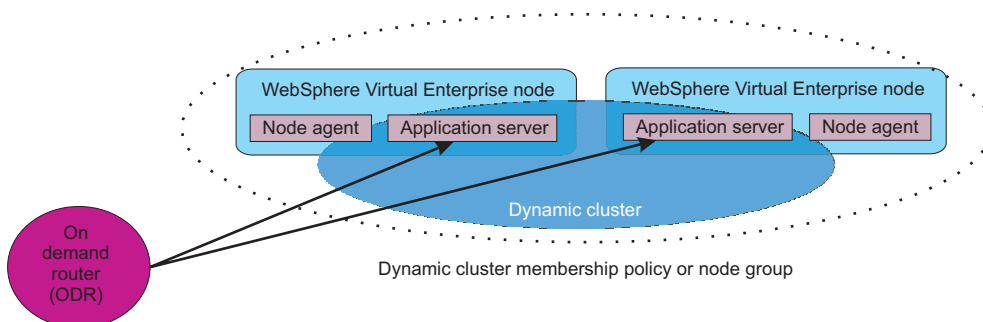 WebSphere Virtual Enterprise node
WebSphere Virtual Enterprise node
Node agent
Application server
Application server
Node agent
Dynamic cluster
On
demand
router
(ODR)
Dynamic cluster membership policy or node group